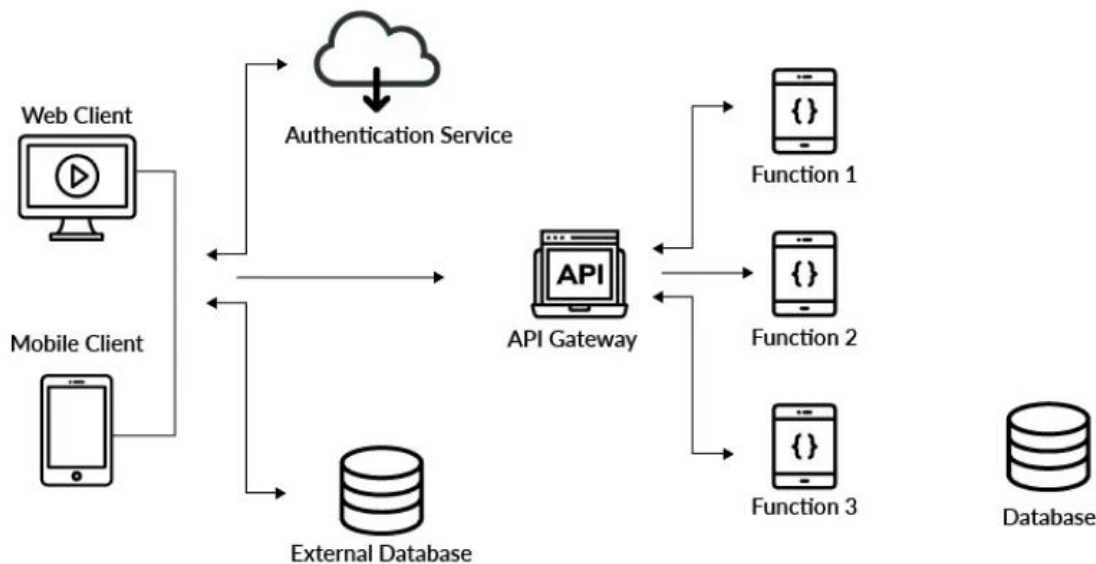 Web Client
Authentication Service
Mobile Client
External Database
API
API Gateway
{}
Function 1
{}
Function 2
{}
Function 3
Database